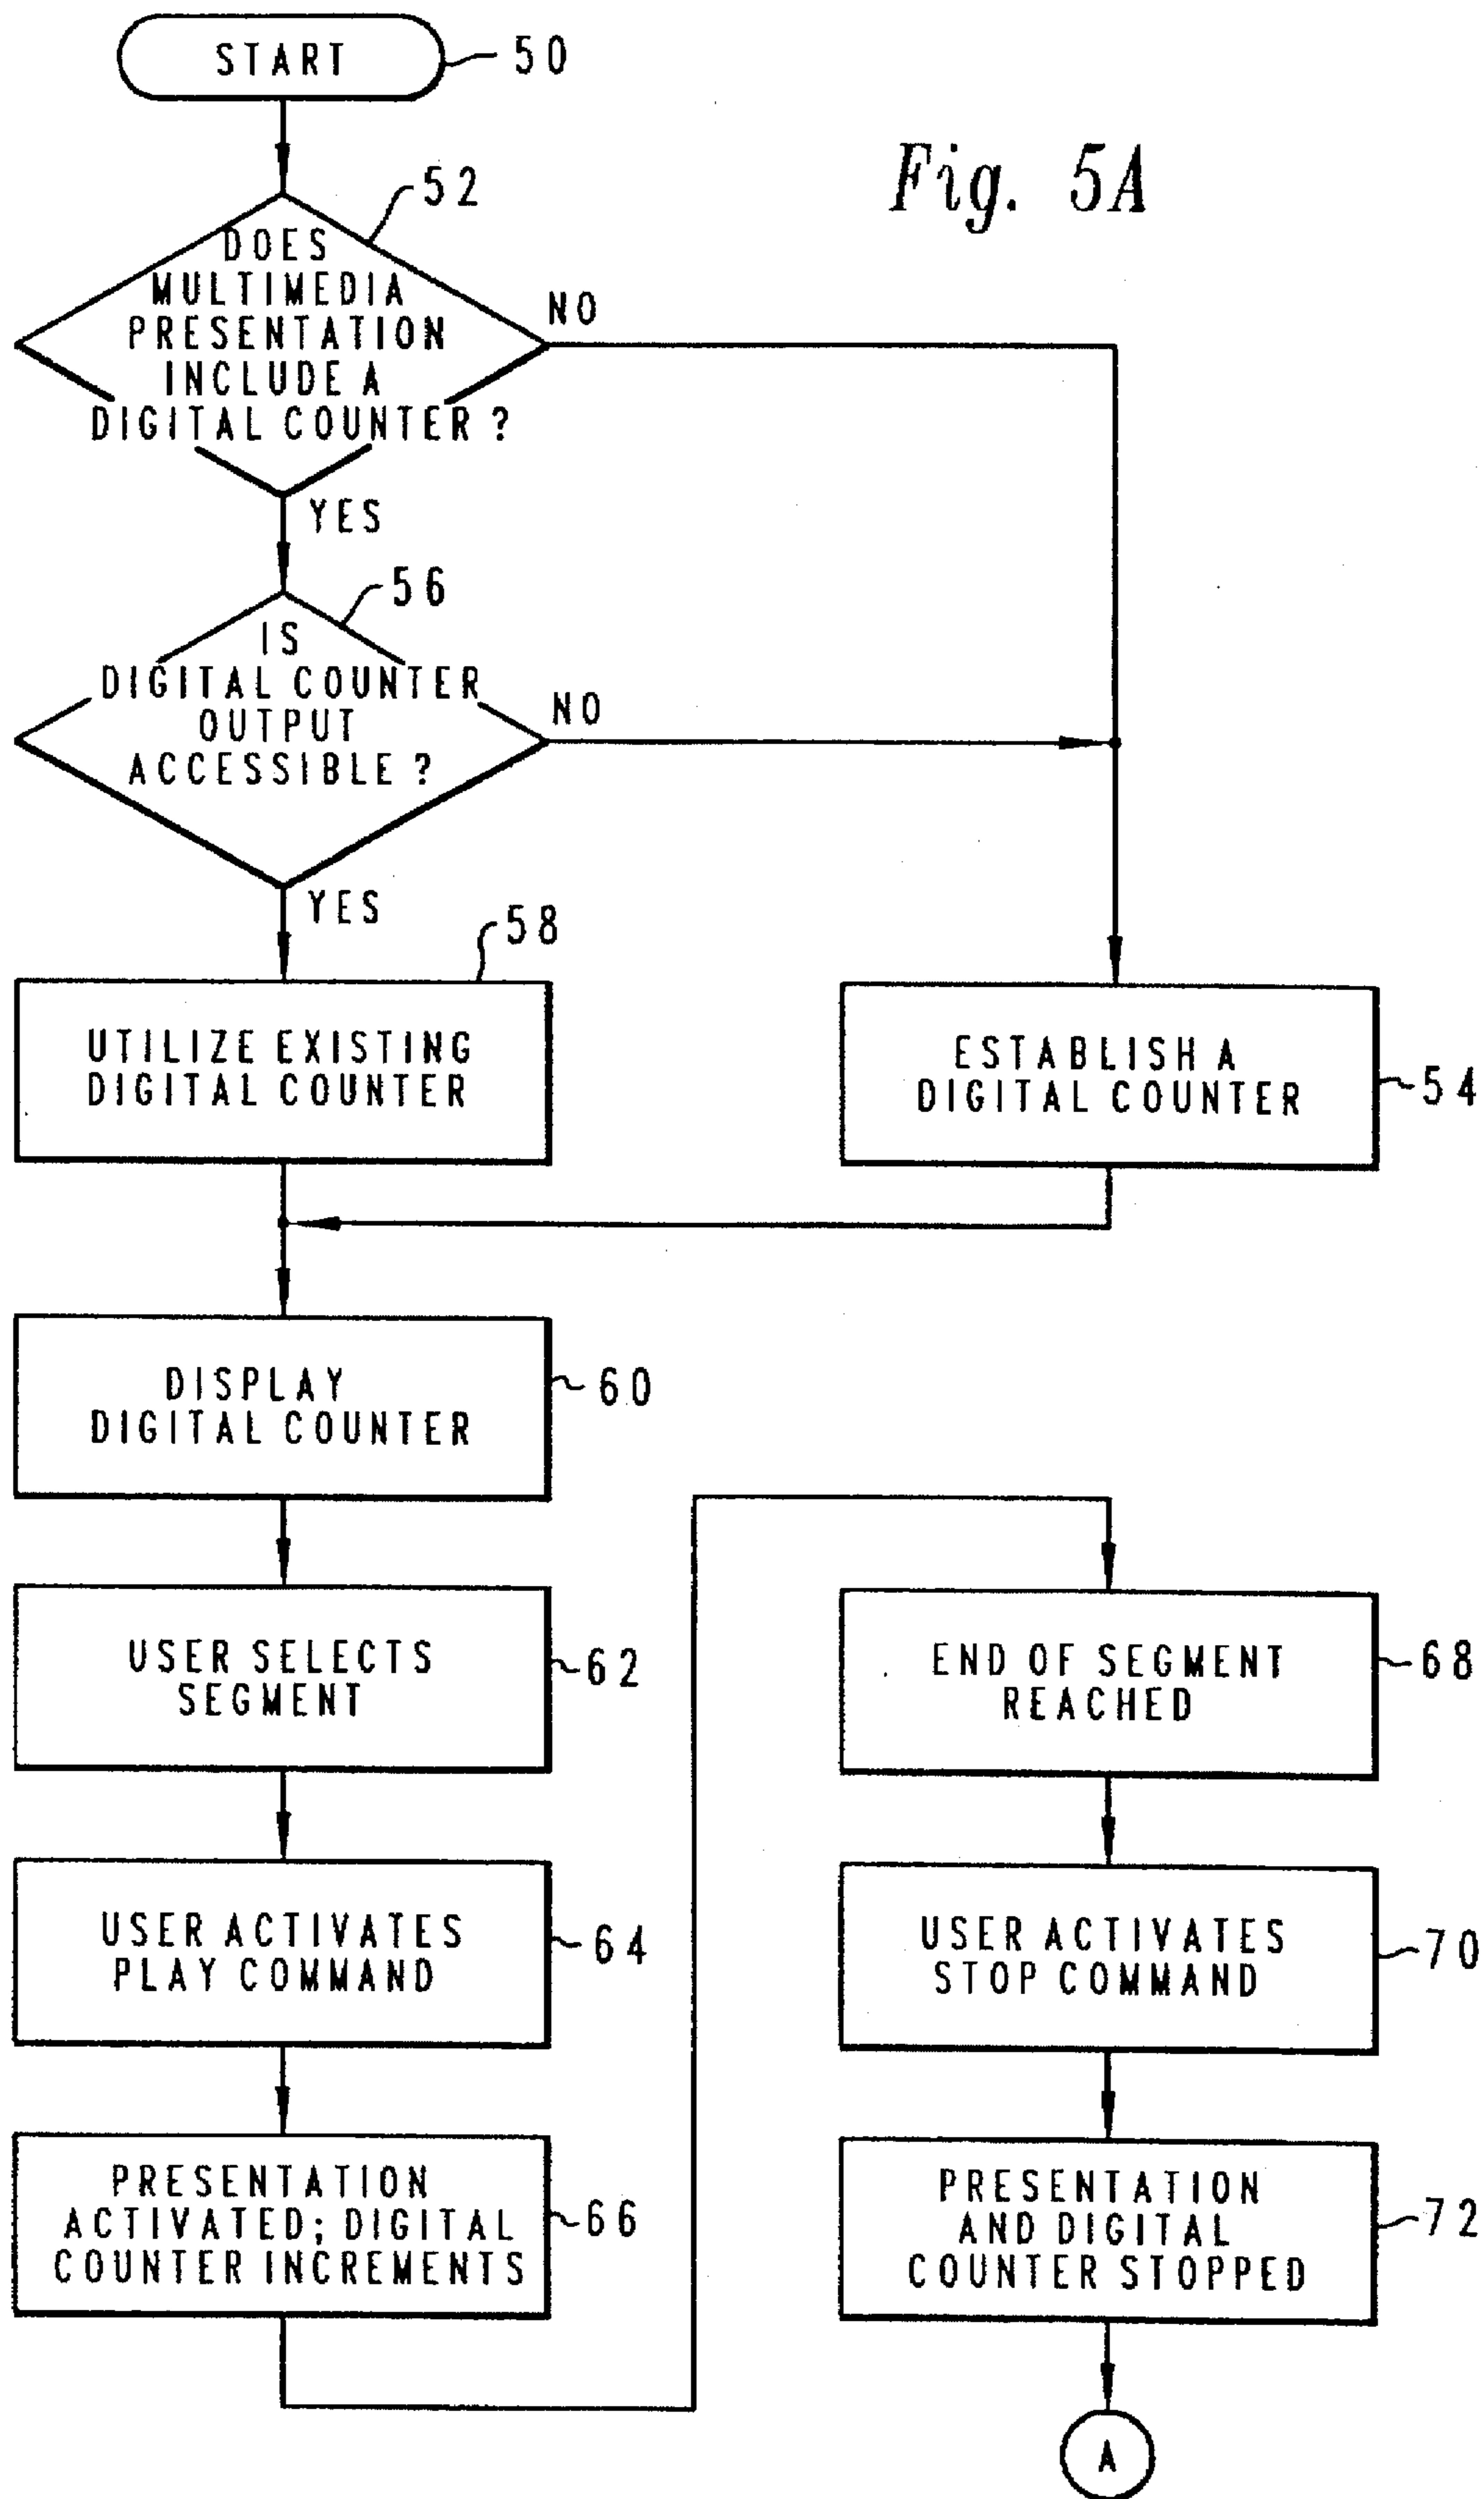 START
50
Fig. 5A
52
DOES
MULTIMEDIA
PRESENTATION
INCLUDE A
DIGITAL COUNTER ?
NO
YES
56
IS
DIGITAL COUNTER
OUTPUT
ACCESSIBLE ?
NO
YES
58
UTILIZE EXISTING
DIGITAL COUNTER
ESTABLISH A
DIGITAL COUNTER
54
DISPLAY
DIGITAL COUNTER
60
USER SELECTS
SEGMENT
62
USER ACTIVATES
PLAY COMMAND
64
PRESENTATION
ACTIVATED; DIGITAL
COUNTER INCREMENTS
66
END OF SEGMENT
REACHED
68
USER ACTIVATES
STOP COMMAND
70
PRESENTATION
AND DIGITAL
COUNTER STOPPED
72
A